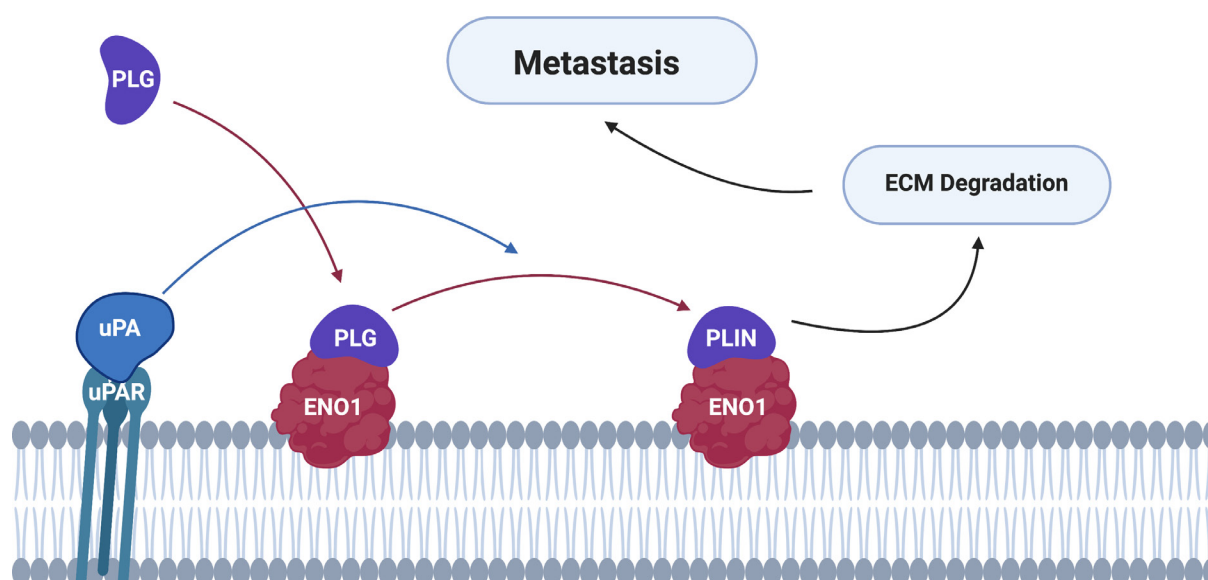 Metastasis
PLG
ECM Degradation
uPA
PLG
PLIN
uPAR
ENO1
ENO1